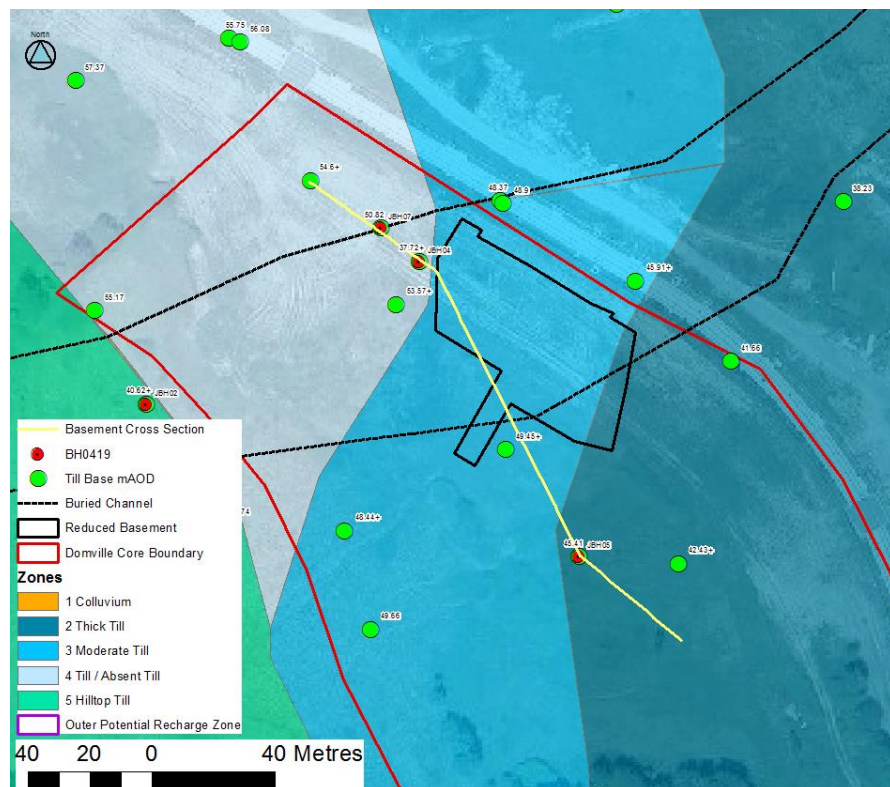 55.75
56.08
North
57.37
54.6+
48.37
48.9
38.23
50.82
JBH07
37.72+
JBH04
45.91+
53.57+
55.17
41.66
40.62+
JBH02
49.45+
Basement Cross Section
BH0419
Till Base mAOD
Buried Channel
Reduced Basement
74
48.44+
Domville Core Boundary
45.41
JBH05
42.43+
Zones
1 Colluvium
2 Thick Till
49.66
3 Moderate Till
4 Till / Absent Till
5 Hilltop Till
Outer Potential Recharge Zone
40 20 0 40 Metres